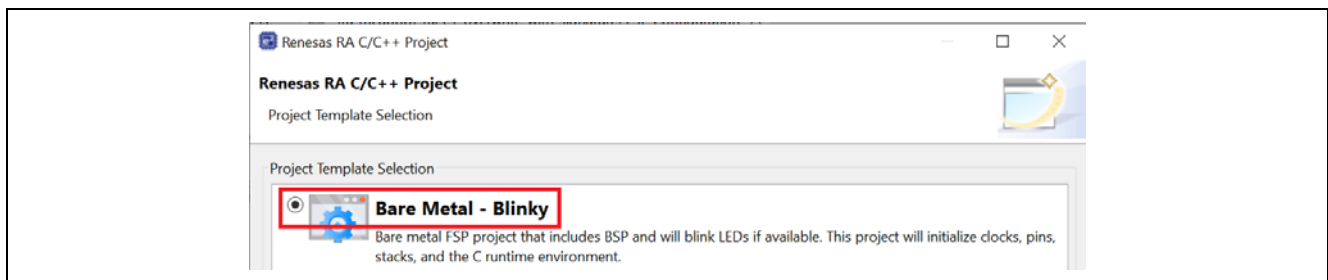 Renesas RA C/C++ Project
Renesas RA C/C++ Project
Project Template Selection
Project Template Selection
Bare Metal - Blinky
Bare metal FSP project that includes BSP and will blink LEDs if available. This project will initialize clocks, pins,
stacks, and the C runtime environment.